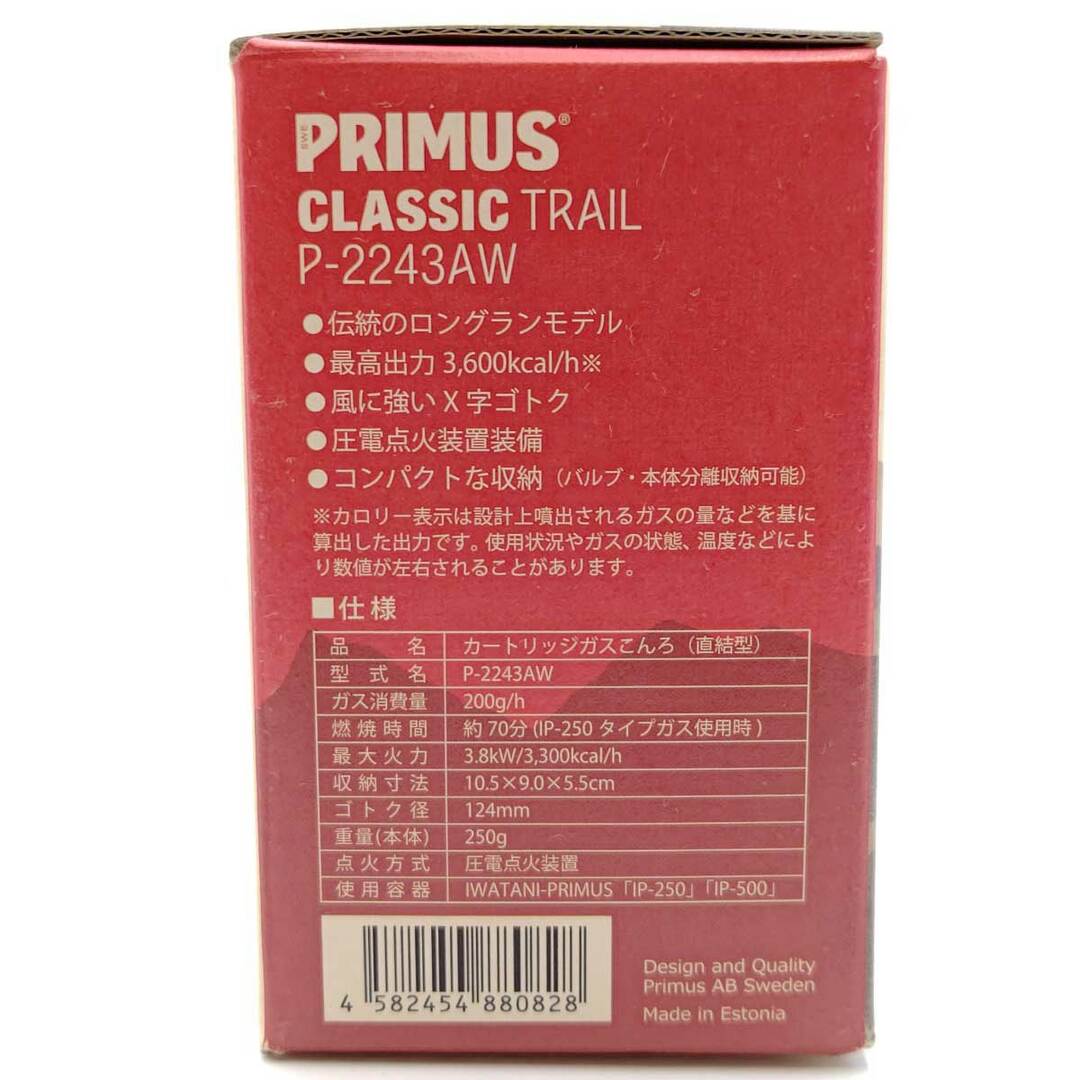 SWE
PRIMUS®
CLASSIC TRAIL
P-2243AW
●伝統のロングランモデル
●最高出力 3,600kcal/h※
●風に強い X 字ゴトク
●圧電点火装置装備
●コンパクトな収納（バルブ・本体分離収納可能）
※カロリー表示は設計上噴出されるガスの量などを基に
算出した出力です。使用状況やガスの状態、温度などによ
り数値が左右されることがあります。
■仕様
品名 カートリッジガスこんろ（直結型）
型式名 P-2243AW
ガス消費量 200g/h
燃焼時間 約70分 (IP-250 タイプガス使用時 )
最大火力 3.8kW/3,300kcal/h
収納寸法 10.5×9.0×5.5cm
ゴトク径 124mm
重量(本体) 250g
点火方式 圧電点火装置
使用容器 IWATANI-PRIMUS「IP-250」「IP-500」
4 582454 880828
Design and Quality
Primus AB Sweden
Made in Estonia